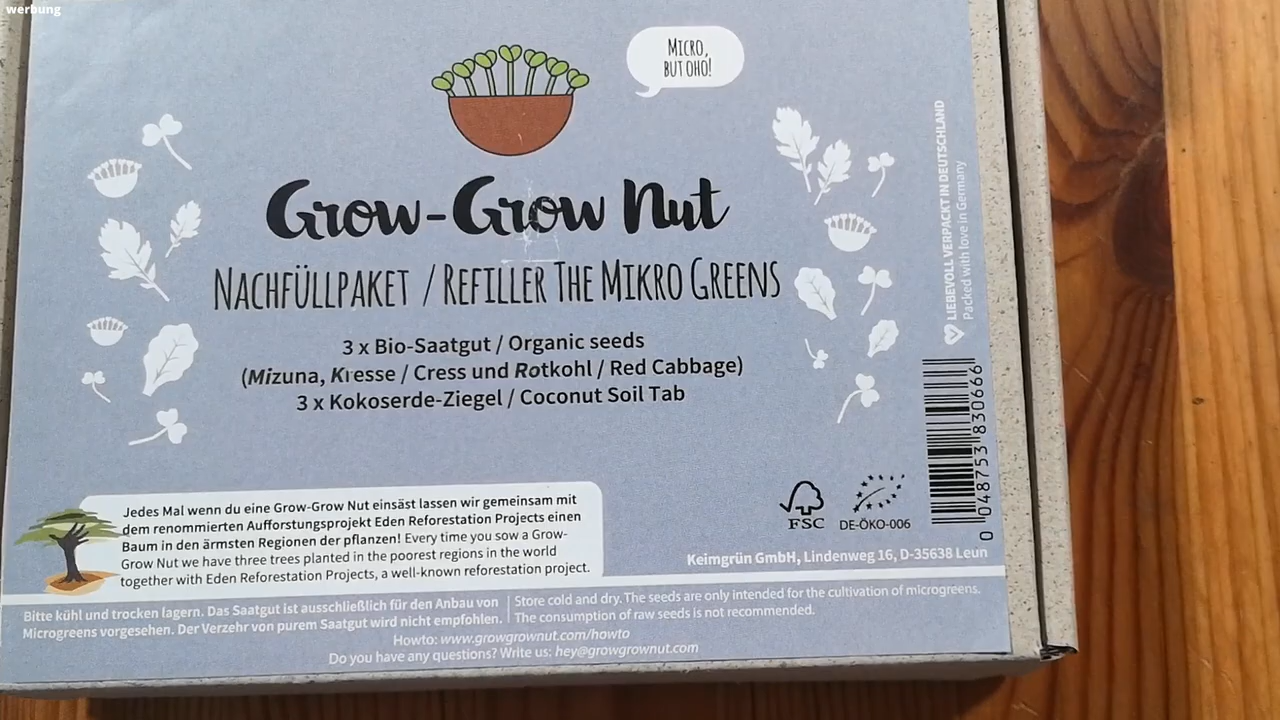 werbung
MICRO,
BUT OHO!
Grow-Grow Nut
NACHFÜLLPAKET / REFILLER THE MIKRO GREENS
3 x Bio-Saatgut / Organic seeds
(Mizuna, Kresse / Cress und Rotkohl / Red Cabbage)
3 x Kokoserde-Ziegel / Coconut Soil Tab
LIEBEVOLL VERPACKT IN DEUTSCHLAND
Packed with love in Germany
0 048753 830666
Jedes Mal wenn du eine Grow-Grow Nut einsäst lassen wir gemeinsam mit
dem renommierten Aufforstungsprojekt Eden Reforestation Projects einen
Baum in den ärmsten Regionen der pflanzen! Every time you sow a Grow-
Grow Nut we have three trees planted in the poorest regions in the world
together with Eden Reforestation Projects, a well-known reforestation project.
FSC
DE-ÖKO-006
Keimgrün GmbH, Lindenweg 16, D-35638 Leun
Bitte kühl und trocken lagern. Das Saatgut ist ausschließlich für den Anbau von
Microgreens vorgesehen. Der Verzehr von purem Saatgut wird nicht empfohlen.
Store cold and dry. The seeds are only intended for the cultivation of microgreens.
The consumption of raw seeds is not recommended.
Howto: www.growgrownut.com/howto
Do you have any questions? Write us: hey@growgrownut.com